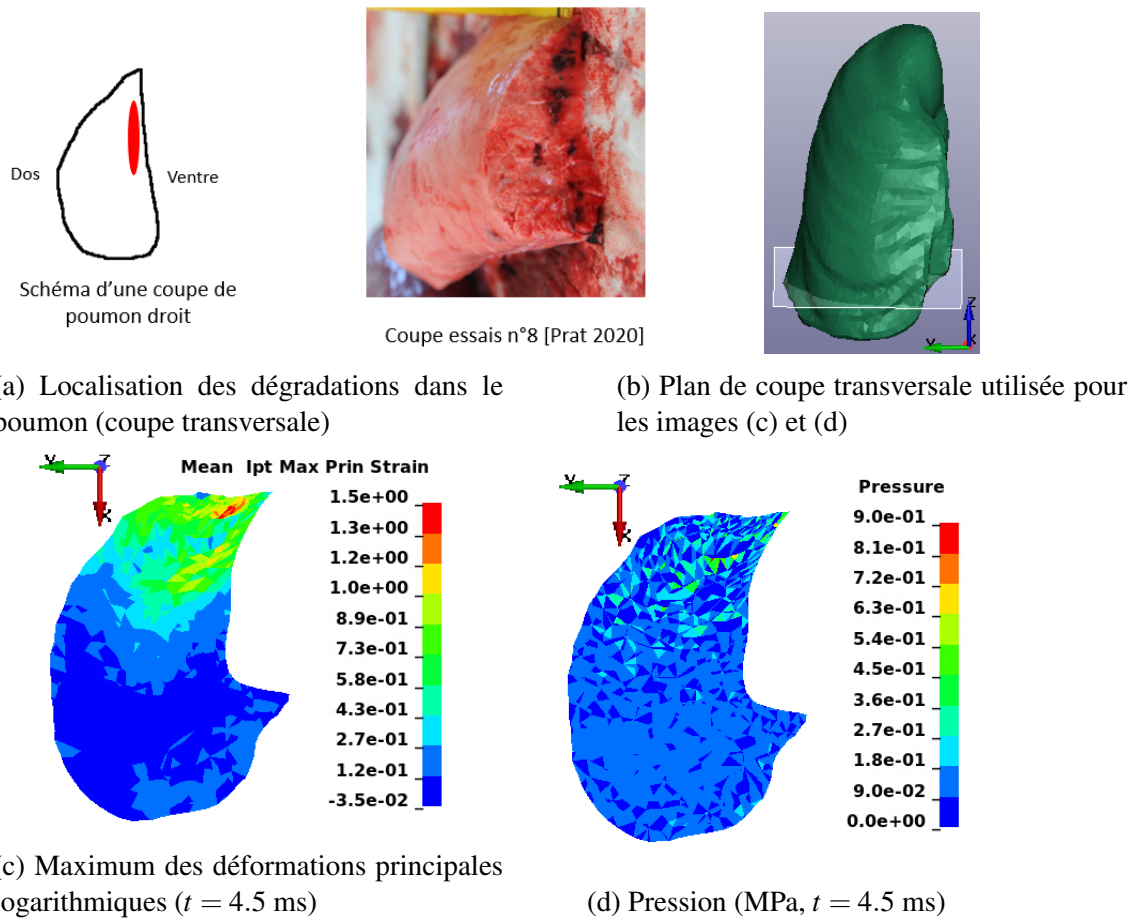 Dos
Ventre
Schéma d'une coupe de
poumon droit
Coupe essais n°8 [Prat 2020]
Z
Y
X
(a) Localisation des dégradations dans le
poumon (coupe transversale)
(b) Plan de coupe transversale utilisée pour
les images (c) et (d)
Y
Z
X
Mean Ipt Max Prin Strain
1.5e+00
1.3e+00
1.2e+00
1.0e+00
8.9e-01
7.3e-01
5.8e-01
4.3e-01
2.7e-01
1.2e-01
-3.5e-02
Y
Z
X
Pressure
9.0e-01
8.1e-01
7.2e-01
6.3e-01
5.4e-01
4.5e-01
3.6e-01
2.7e-01
1.8e-01
9.0e-02
0.0e+00
(c) Maximum des déformations principales
logarithmiques (t = 4.5 ms)
(d) Pression (MPa, t = 4.5 ms)